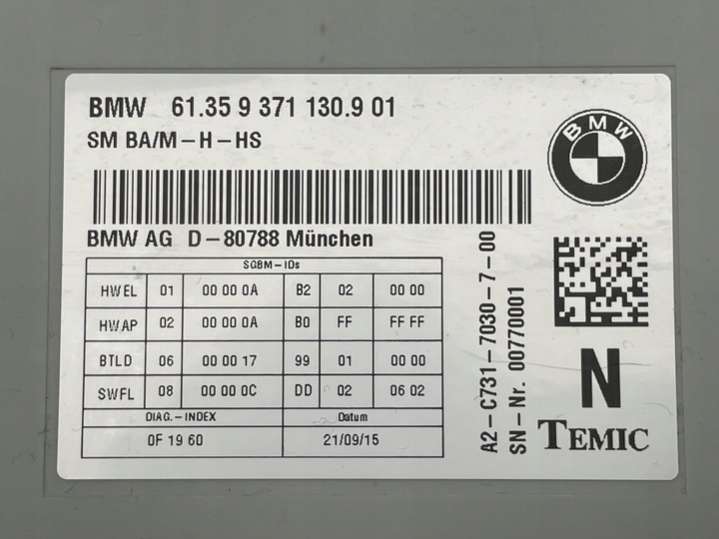 BMW 61.35 9 371 130.9 01
SM BA/M-H-HS
BMW
BMW AG D-80788 München
SGBM-IDs
HWEL 01 00 00 0A B2 02 00 00
HWAP 02 00 00 0A B0 FF FF FF
BTLD 06 00 00 17 99 01 00 00
SWFL 08 00 00 0C DD 02 06 02
DIAG.-INDEX Datum
0F 19 60 21/09/15
A2-C731-7030-7-00
SN-Nr. 00770001
N
TEMIC